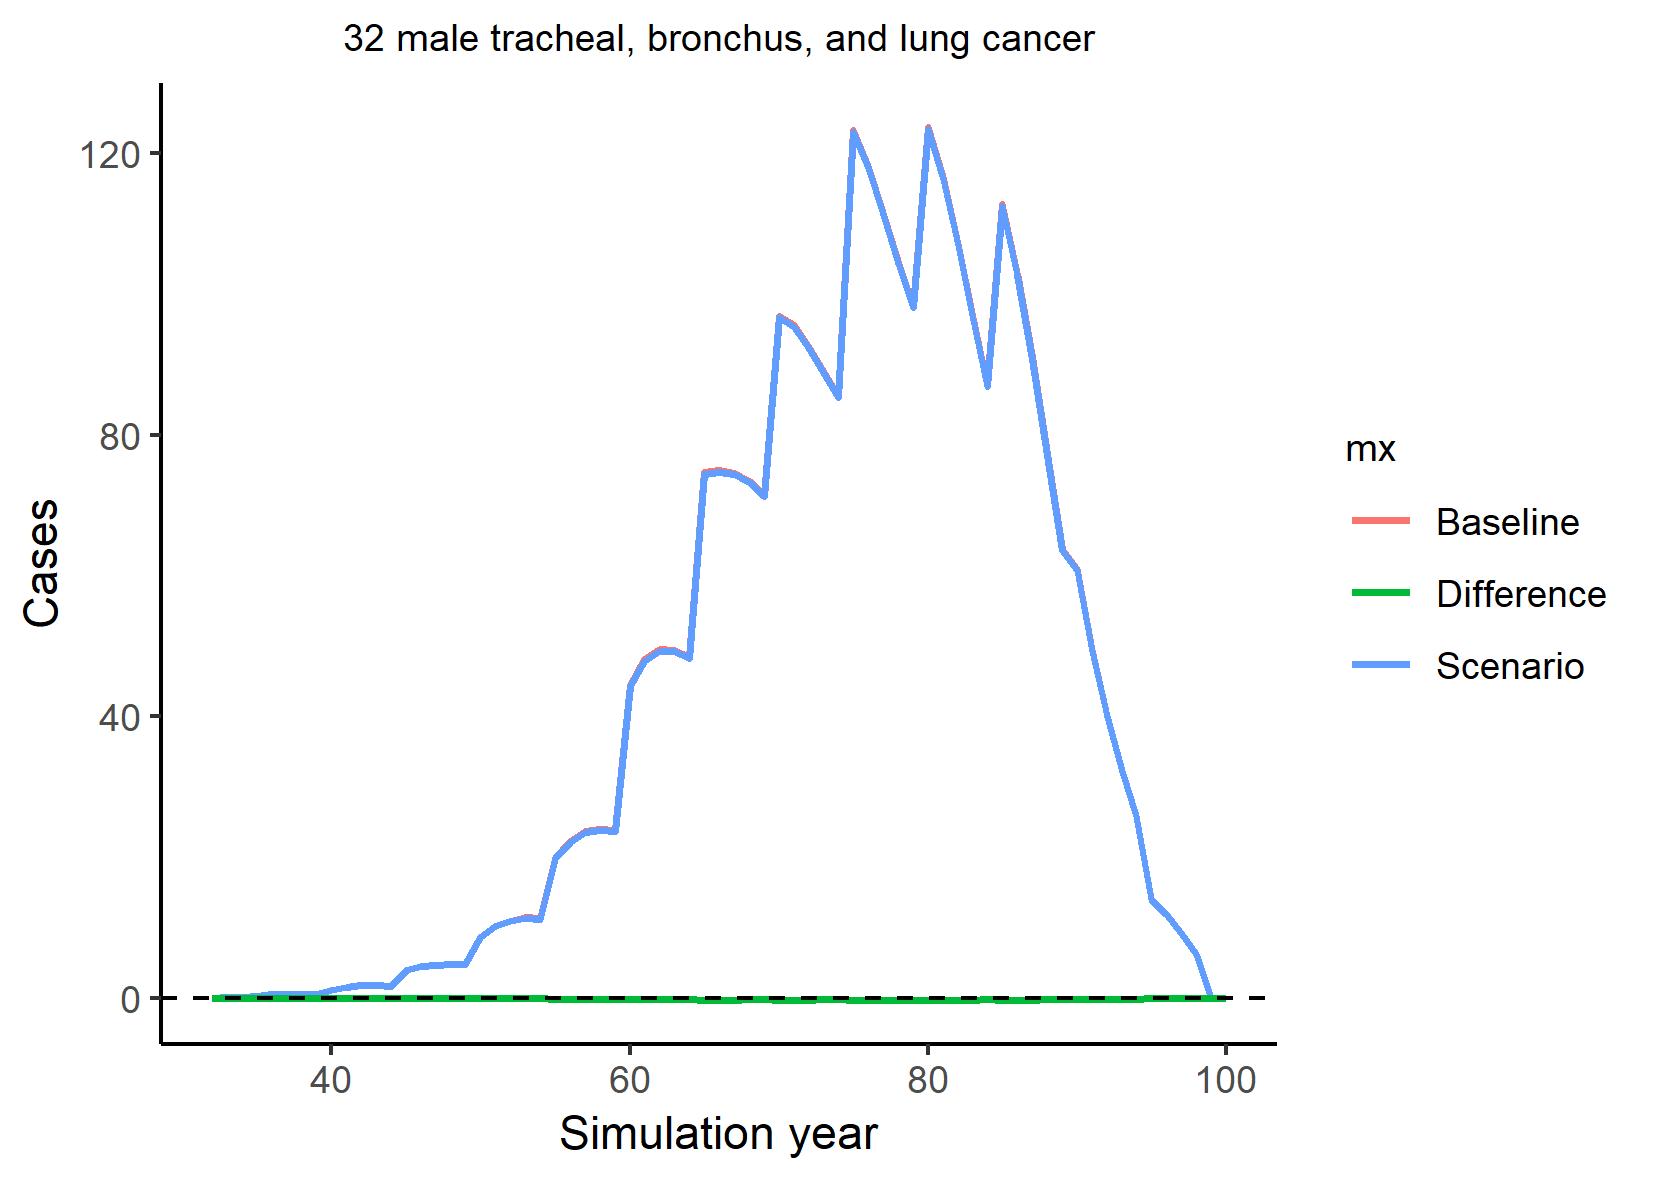 32 male tracheal, bronchus, and lung cancer
120
80
40
0
Cases
40 60 80 100
Simulation year
mx
Baseline
Difference
Scenario